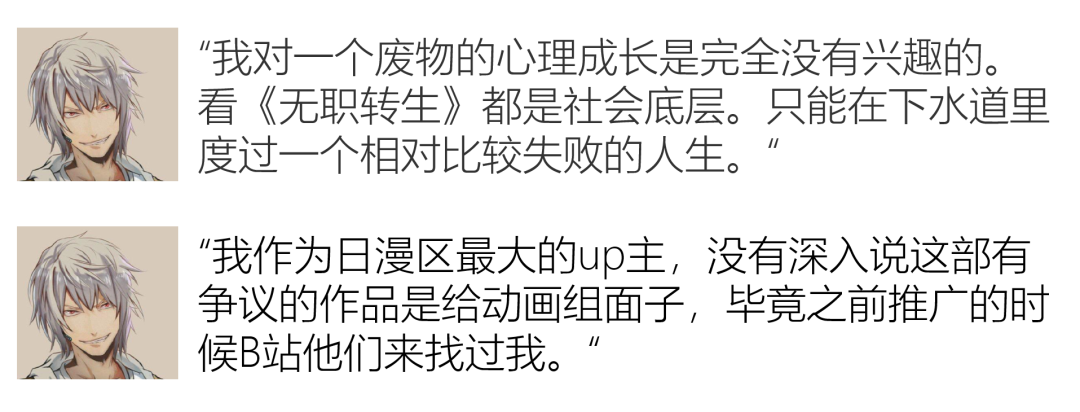 “我对一个废物的心理成长是完全没有兴趣的。
看《无职转生》都是社会底层。只能在下水道里
度过一个相对比较失败的人生。“
“我作为日漫区最大的up主，没有深入说这部有
争议的作品是给动画组面子，毕竟之前推广的时
候B站他们来找过我。“